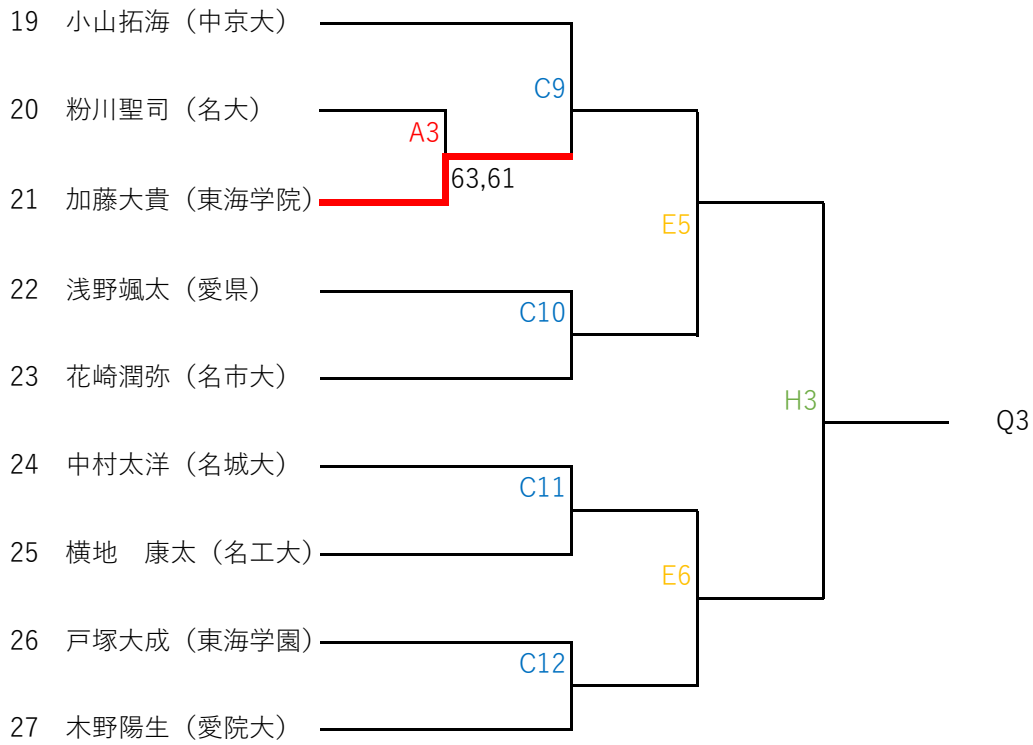 19 小山拓海（中京大）
C9
20 粉川聖司（名大）
A3
63,61
21 加藤大貴（東海学院）
E5
22 浅野颯太（愛県）
C10
23 花崎潤弥（名市大）
H3
Q3
24 中村太洋（名城大）
C11
25 横地　康太（名工大）
E6
26 戸塚大成（東海学園）
C12
27 木野陽生（愛院大）